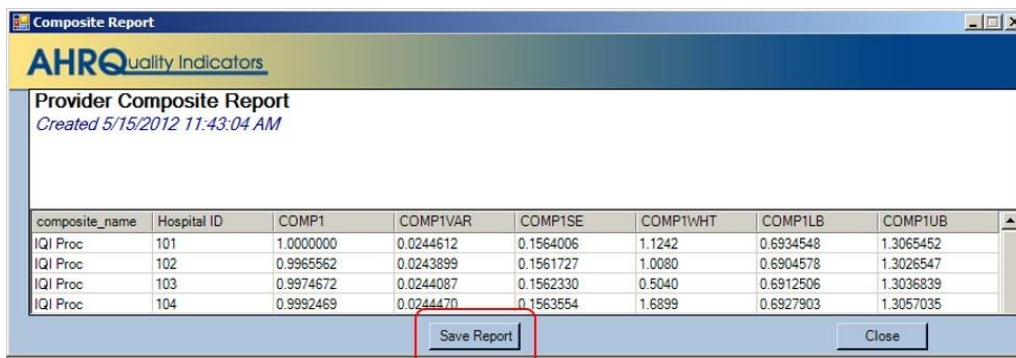 Composite Report
AHRQuality Indicators
Provider Composite Report
Created 5/15/2012 11:43:04 AM
composite_name Hospital ID COMP1 COMP1VAR COMP1SE COMP1WHT COMP1LB COMP1UB
IQI Proc 101 1.0000000 0.0244612 0.1564006 1.1242 0.6934548 1.3065452
IQI Proc 102 0.9965562 0.0243899 0.1561727 1.0080 0.6904578 1.3026547
IQI Proc 103 0.9974672 0.0244087 0.1562330 0.5040 0.6912506 1.3036839
IQI Proc 104 0.9992469 0.0244470 0.1563554 1.6899 0.6927903 1.3057035
Save Report Close